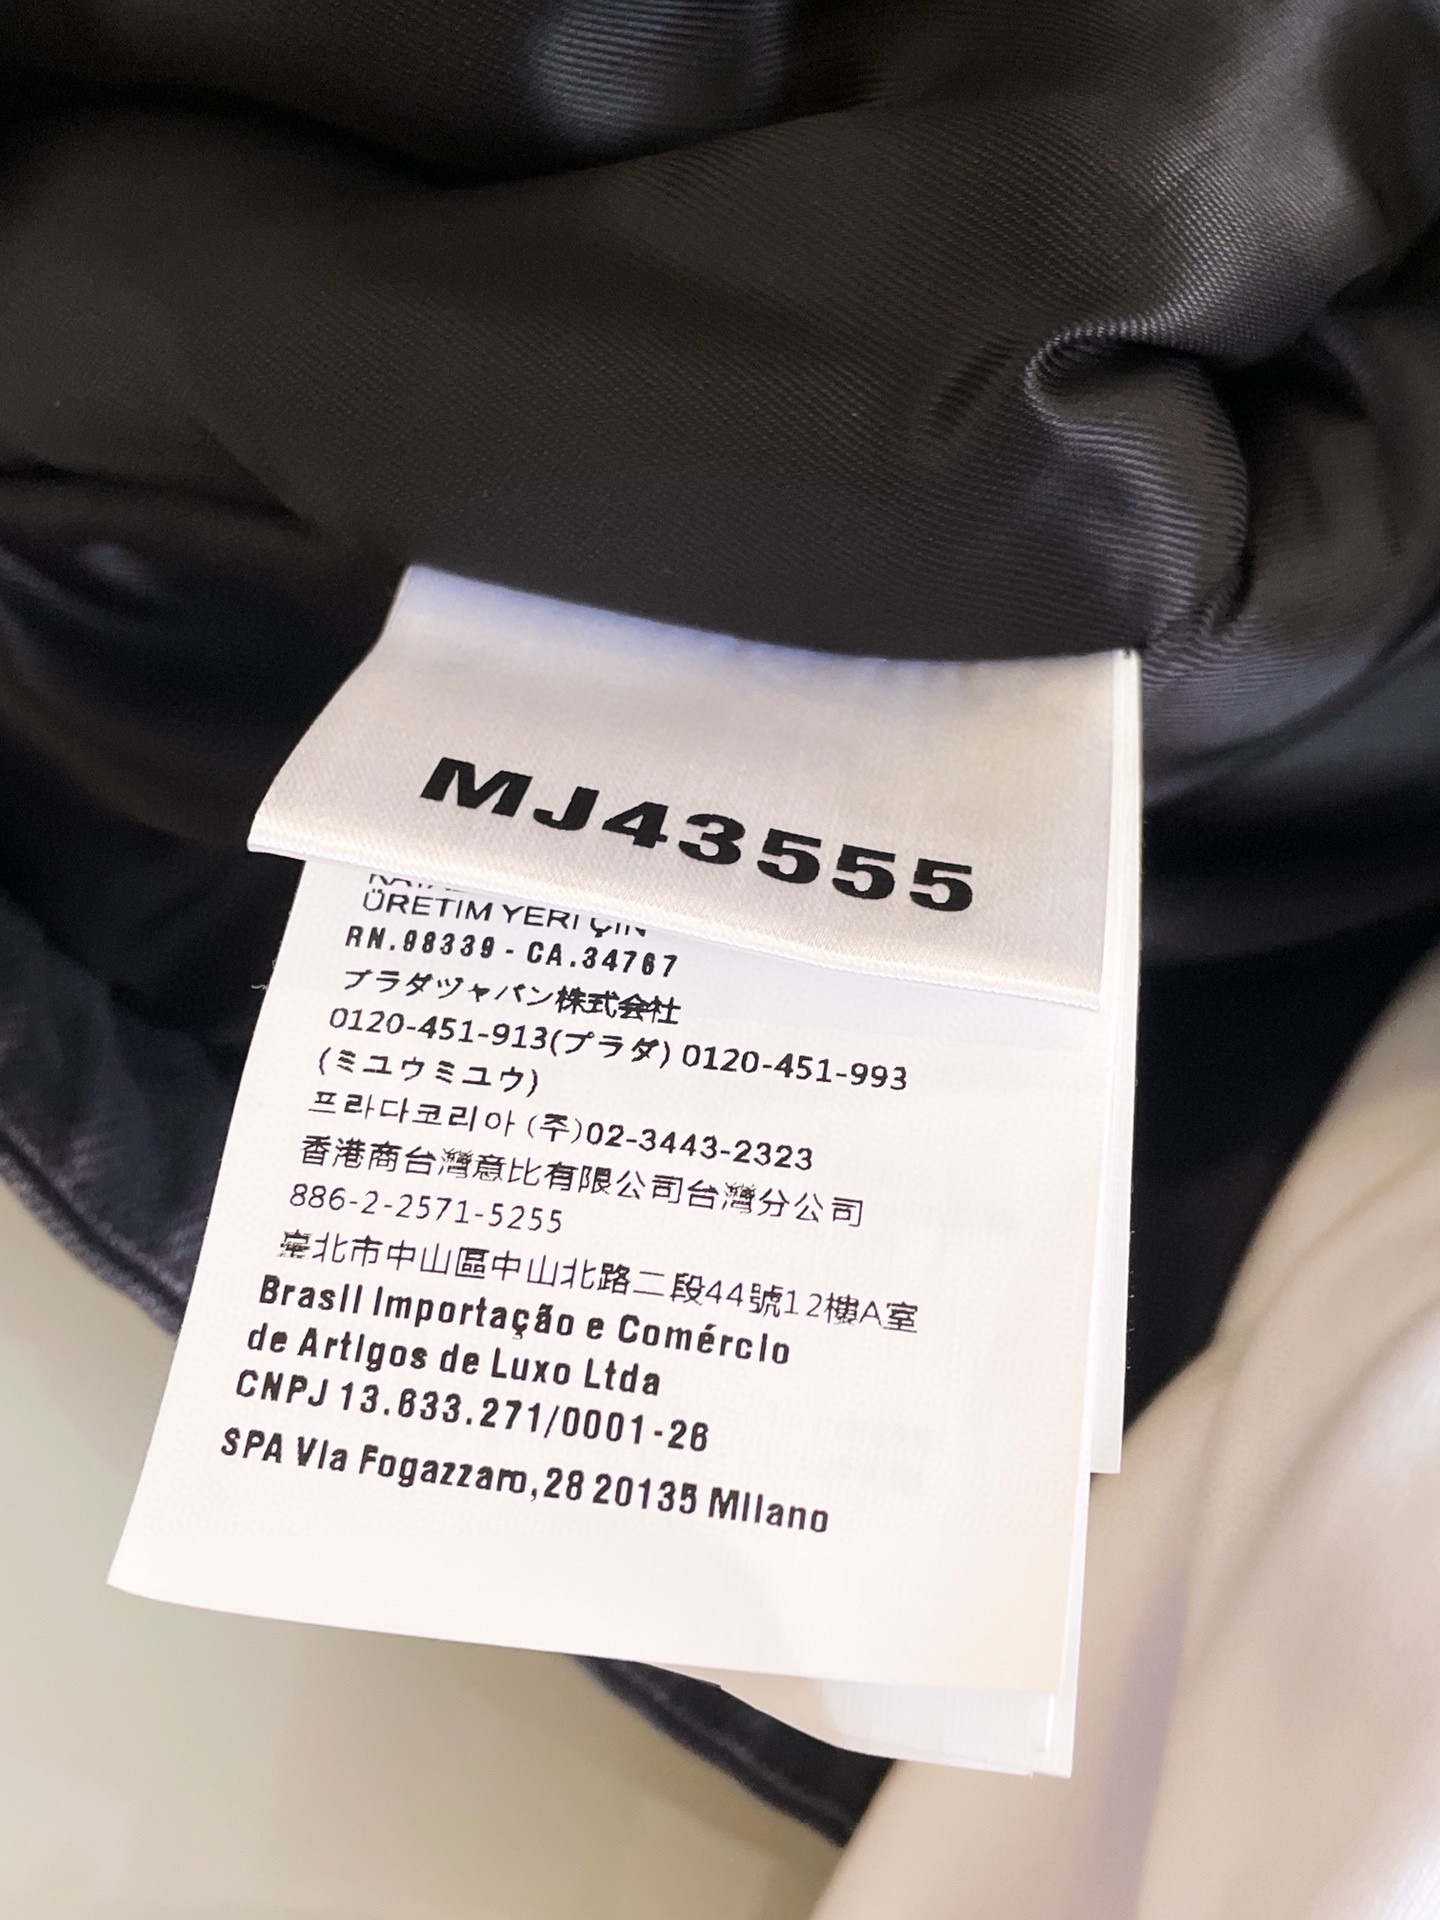 MJ43555
ÜRETIM YERI ÇIN
RN.98339 - CA.34767
プラダヅャパン株式会社
0120-451-913(プラダ) 0120-451-993
(ミユウミユウ)
프라다코리아 (주)02-3443-2323
香港商台灣意比有限公司台灣分公司
886-2-2571-5255
臺北市中山區中山北路二段44號12樓A室
Brasil Importação e Comércio
de Artigos de Luxo Ltda
CNPJ 13.633.271/0001-26
SPA Via Fogazzaro,28 20135 Milano